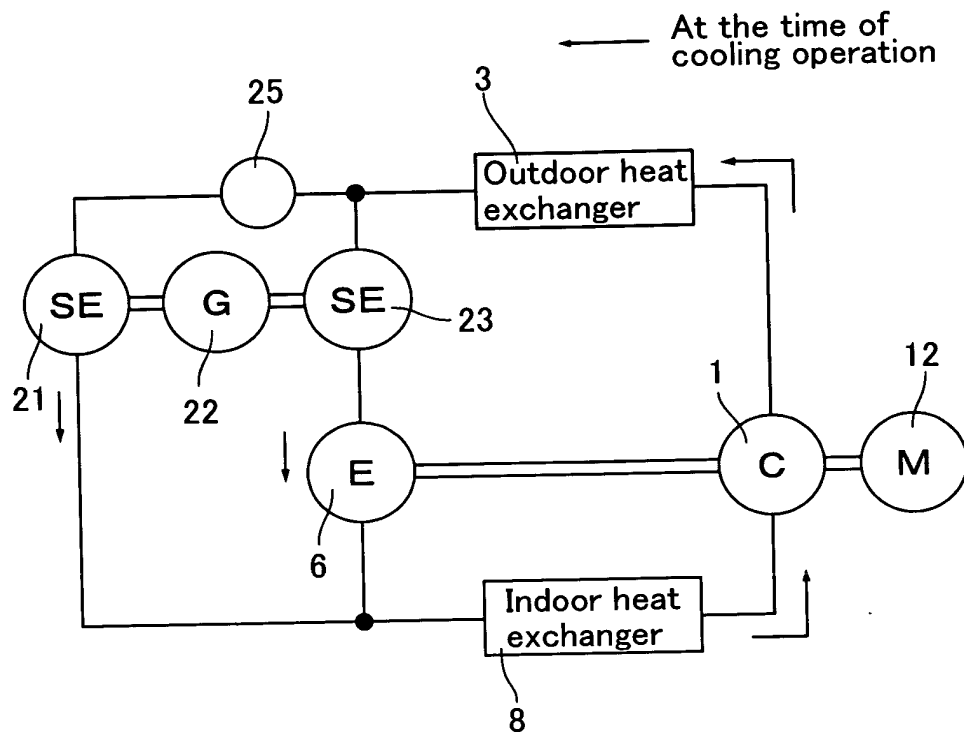 At the time of
cooling operation
3
25
Outdoor heat
exchanger
SE
G
SE
23
21
22
1
12
E
C
M
6
Indoor heat
exchanger
8